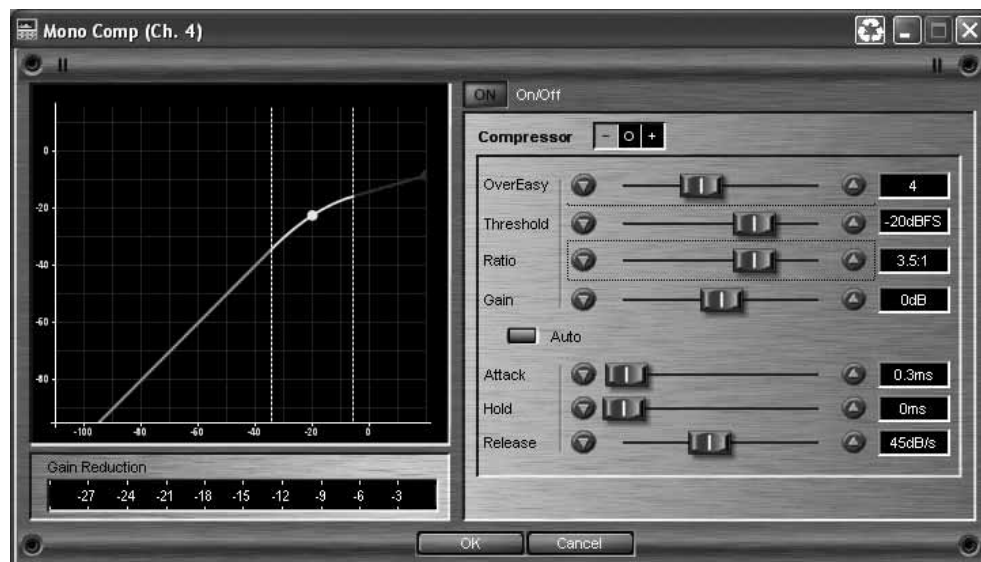 Mono Comp (Ch. 4)
ON On/Off
Compressor - O +
OverEasy 4
Threshold -20dBFS
Ratio 3.5:1
Gain 0dB
Auto
Attack 0.3ms
Hold 0ms
Release 45dB/s
0
-20
-40
-60
-80
-100 -80 -60 -40 -20 0
Gain Reduction
-27 -24 -21 -18 -15 -12 -9 -6 -3
OK Cancel